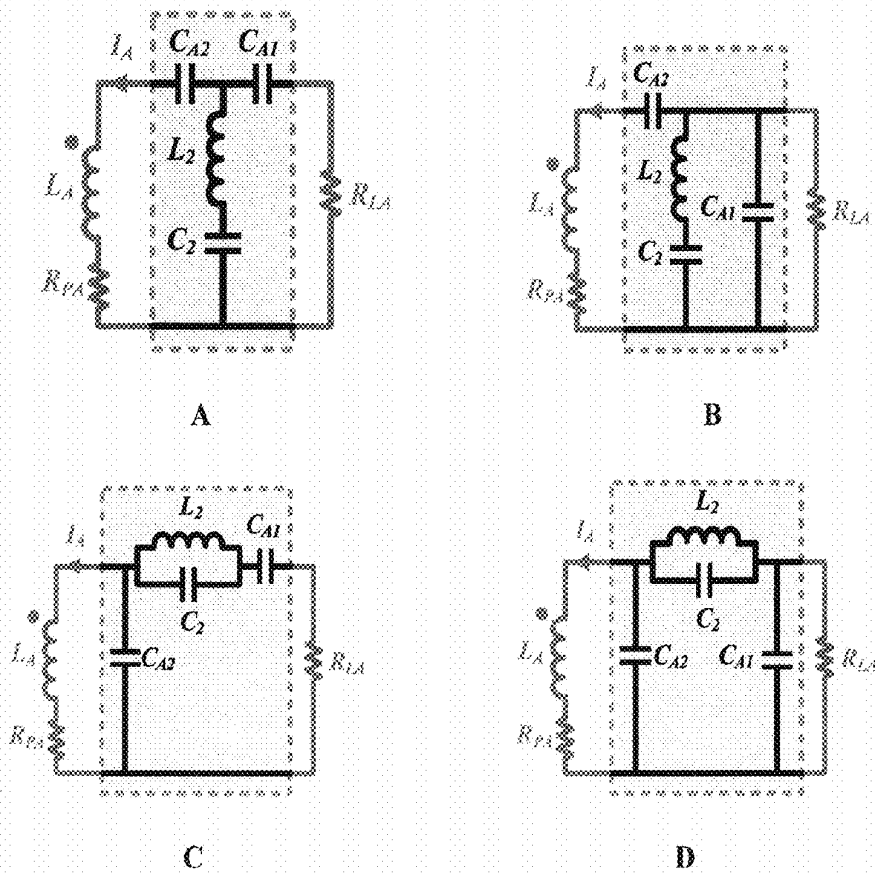 I_A C_A2 C_A1
L_A L_2 R_LA
R_PA C_2
A
I_A C_A2
L_A L_2 C_A1 R_LA
R_PA C_2
B
I_A L_2 C_A1
C_2
L_A C_A2 R_LA
R_PA
C
I_A L_2
C_2
L_A C_A2 C_A1 R_LA
R_PA
D